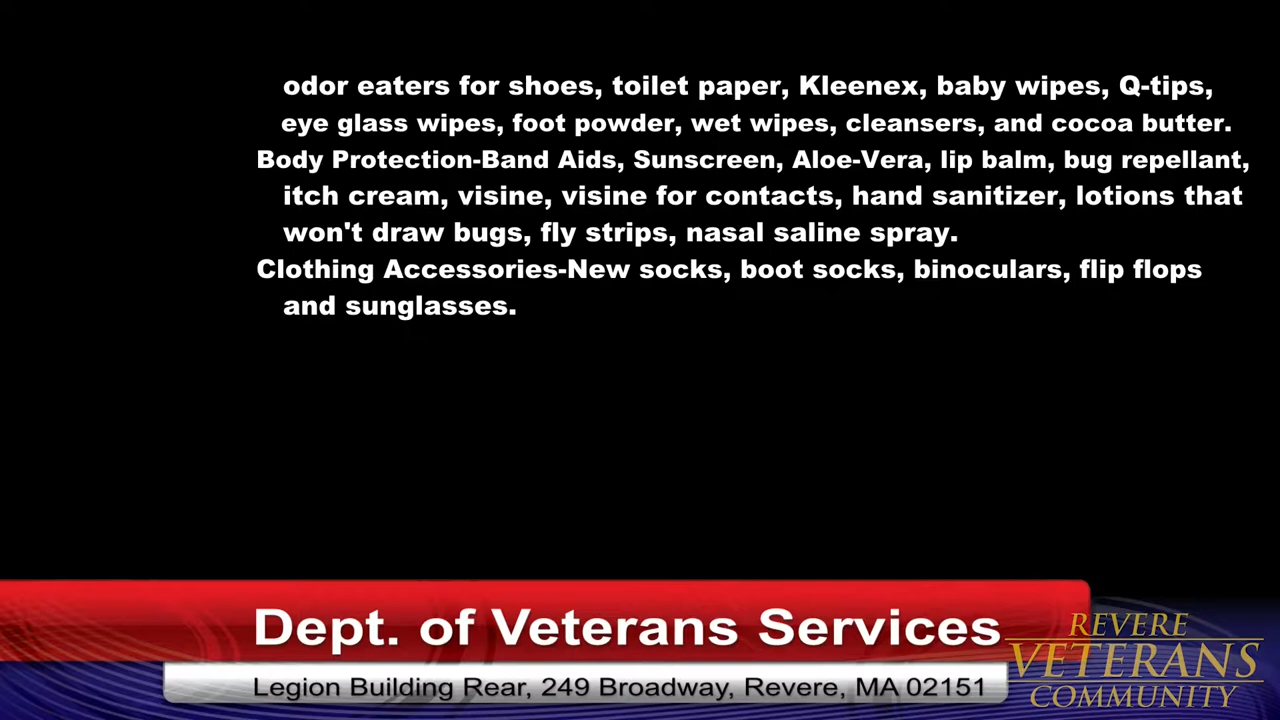 odor eaters for shoes, toilet paper, Kleenex, baby wipes, Q-tips,
eye glass wipes, foot powder, wet wipes, cleansers, and cocoa butter.
Body Protection-Band Aids, Sunscreen, Aloe-Vera, lip balm, bug repellant,
itch cream, visine, visine for contacts, hand sanitizer, lotions that
won't draw bugs, fly strips, nasal saline spray.
Clothing Accessories-New socks, boot socks, binoculars, flip flops
and sunglasses.
Dept. of Veterans Services
Legion Building Rear, 249 Broadway, Revere, MA 02151
REVERE
VETERANS
COMMUNITY